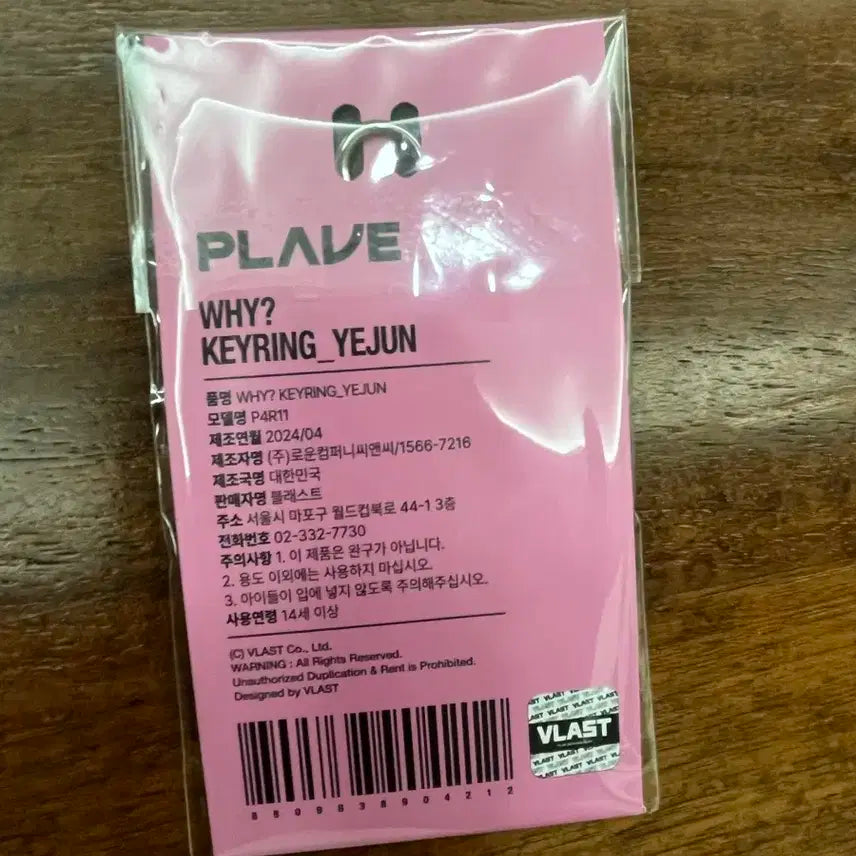 PLAVE
WHY?
KEYRING_YEJUN
품명 WHY? KEYRING_YEJUN
모델명 P4R11
제조연월 2024/04
제조자명 (주)로운컴퍼니씨앤씨/1566-7216
제조국명 대한민국
판매자명 블래스트
주소 서울시 마포구 월드컵북로 44-1 3층
전화번호 02-332-7730
주의사항 1. 이 제품은 완구가 아닙니다.
2. 용도 이외에는 사용하지 마십시오.
3. 아이들이 입에 넣지 않도록 주의해주십시오.
사용연령 14세 이상
(C) VLAST Co., Ltd.
WARNING : All Rights Reserved.
Unauthorized Duplication & Rent is Prohibited.
Designed by VLAST
VLAST
8809638904212